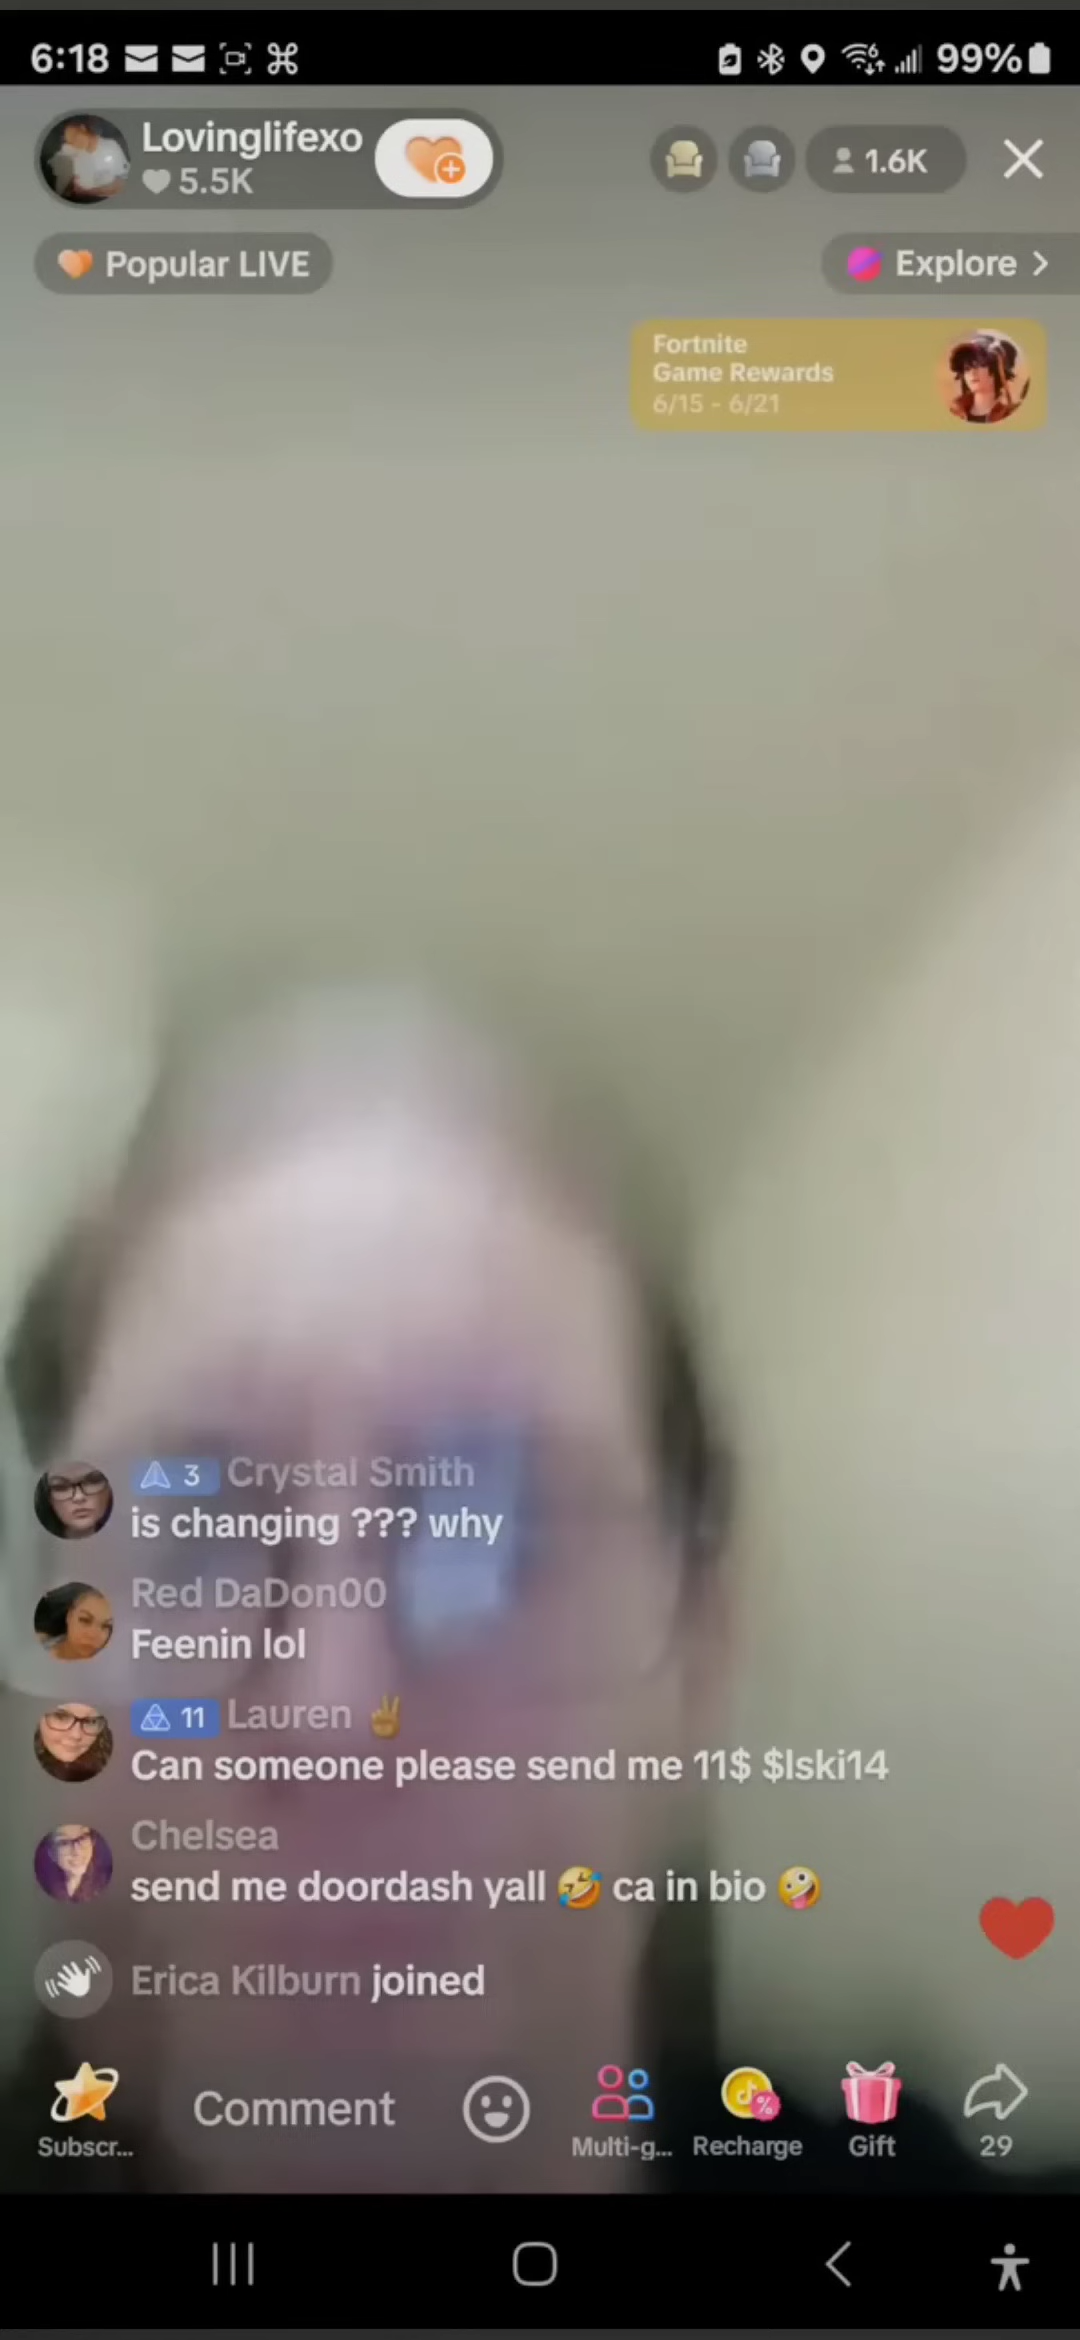 6:18 99%
Lovinglifexo
5.5K
1.6K
Popular LIVE
Explore >
Fortnite
Game Rewards
6/15 - 6/21
3 Crystal Smith
is changing ??? why
Red DaDon00
Feenin lol
11 Lauren ✌🏾
Can someone please send me 11$ $lski14
Chelsea
send me doordash yall 🤣 ca in bio 🤪
Erica Kilburn joined
Comment
Subscr...
Multi-g...
Recharge
Gift
29